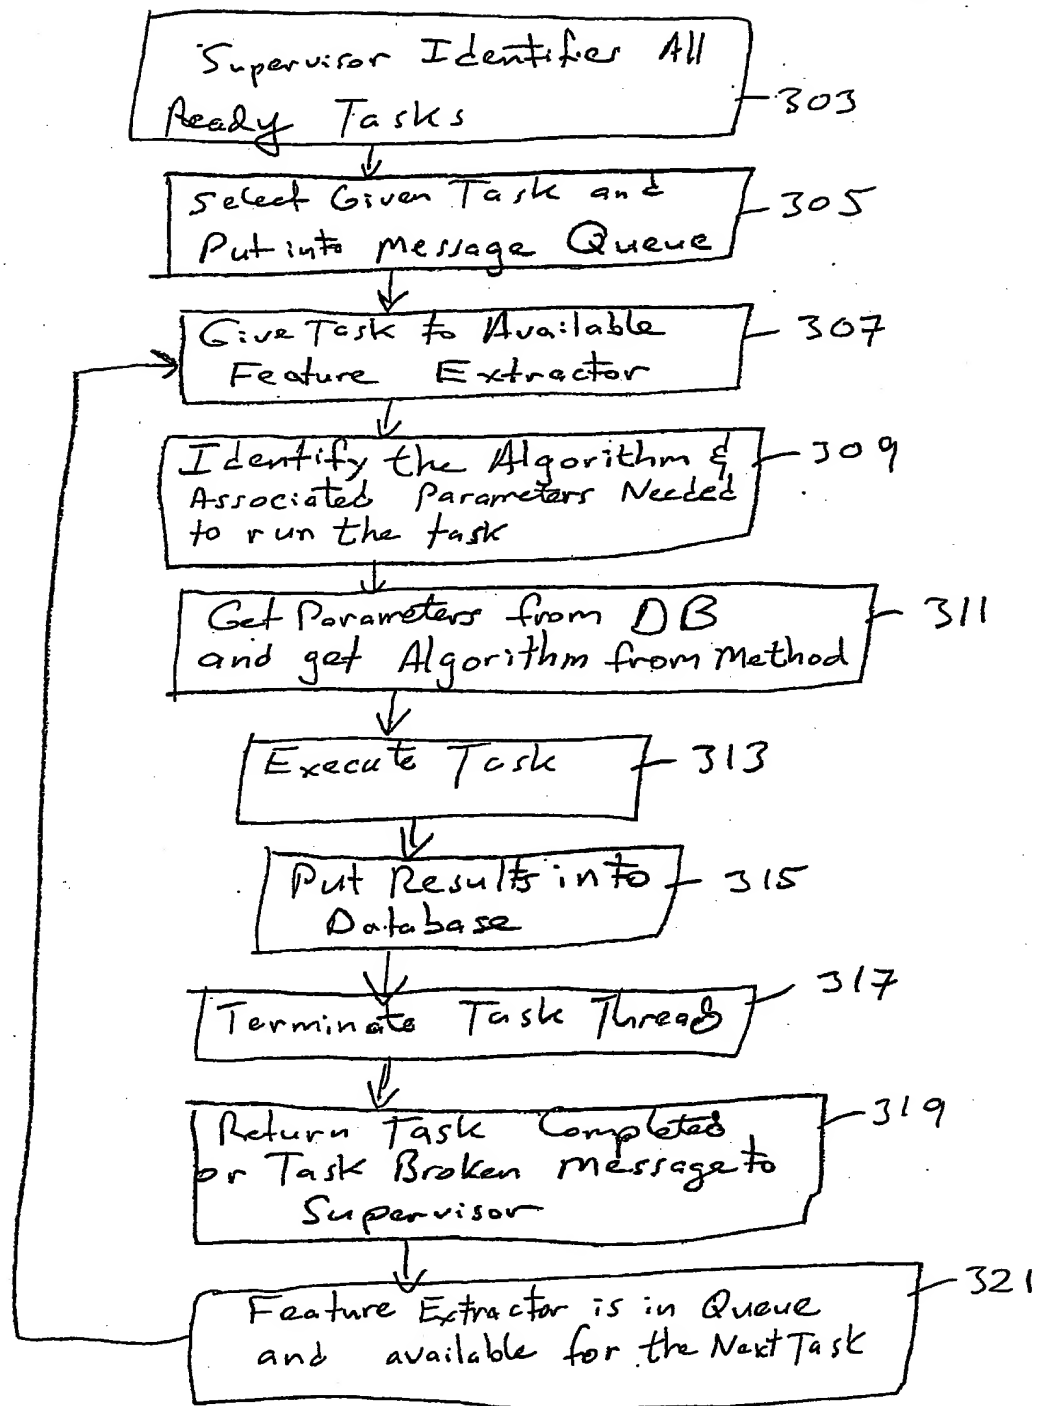 Supervisor Identifies All
Ready Tasks
303
Select Given Task and
Put into Message Queue
305
Give Task to Available
Feature Extractor
307
Identify the Algorithm &
Associated Parameters Needed
to run the task
309
Get Parameters from DB
and get Algorithm from Method
311
Execute Task
313
Put Results into
Database
315
Terminate Task Thread
317
Return Task Completed
or Task Broken Message to
Supervisor
319
Feature Extractor is in Queue
and available for the Next Task
321